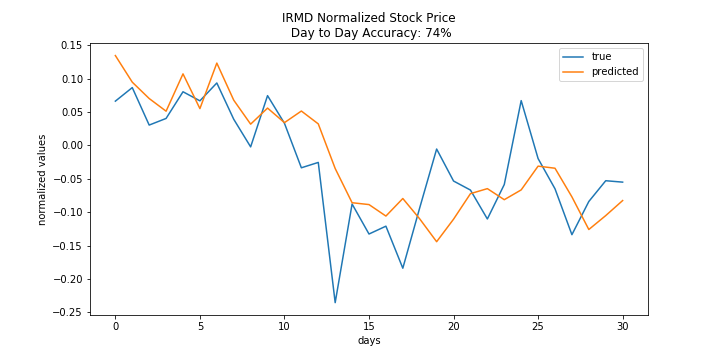 IRMD Normalized Stock Price
Day to Day Accuracy: 74%
true
predicted
0.15
0.10
0.05
0.00
−0.05
−0.10
−0.15
−0.20
−0.25
normalized values
0
5
10
15
20
25
30
days